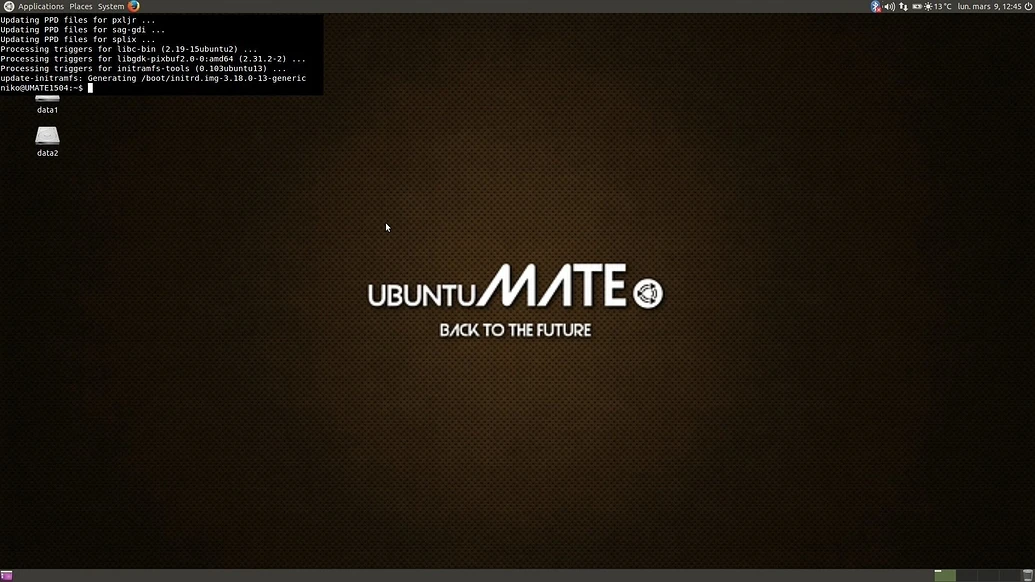 Applications Places System
13 °C lun. mars 9, 12:45
Updating PPD files for pxljr ...
Updating PPD files for sag-gdi ...
Updating PPD files for splix ...
Processing triggers for libc-bin (2.19-15ubuntu2) ...
Processing triggers for libgdk-pixbuf2.0-0:amd64 (2.31.2-2) ...
Processing triggers for initramfs-tools (0.103ubuntu13) ...
update-initramfs: Generating /boot/initrd.img-3.18.0-13-generic
niko@UMATE1504:~$
data1
data2
UBUNTU MATE
BACK TO THE FUTURE